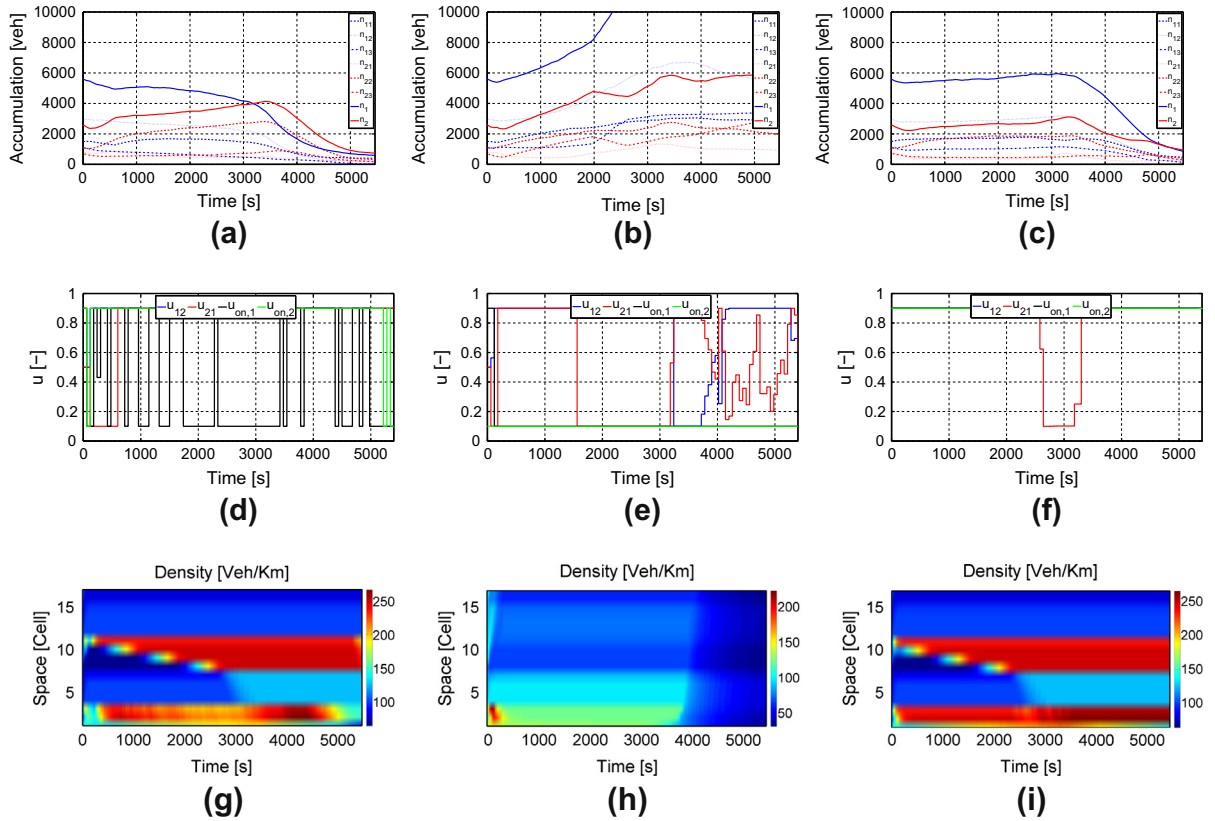 10000
8000
6000
4000
2000
0
Accumulation [veh]
0 1000 2000 3000 4000 5000
Time [s]
n11
n12
n13
n21
n22
n23
n1
n2
(a)
10000
8000
6000
4000
2000
0
Accumulation [veh]
0 1000 2000 3000 4000 5000
Time [s]
n11
n12
n13
n21
n22
n23
n1
n2
(b)
10000
8000
6000
4000
2000
0
Accumulation [veh]
0 1000 2000 3000 4000 5000
Time [s]
n11
n12
n13
n21
n22
n23
n1
n2
(c)
1
0.8
0.6
0.4
0.2
0
u [−]
u12 u21 uon,1 uon,2
0 1000 2000 3000 4000 5000
Time [s]
(d)
1
0.8
0.6
0.4
0.2
0
u [−]
u12 u21 uon,1 uon,2
0 1000 2000 3000 4000 5000
Time [s]
(e)
1
0.8
0.6
0.4
0.2
0
u [−]
u12 u21 uon,1 uon,2
0 1000 2000 3000 4000 5000
Time [s]
(f)
Density [Veh/Km]
15
10
5
Space [Cell]
250
200
150
100
0 1000 2000 3000 4000 5000
Time [s]
(g)
Density [Veh/Km]
15
10
5
Space [Cell]
200
150
100
50
0 1000 2000 3000 4000 5000
Time [s]
(h)
Density [Veh/Km]
15
10
5
Space [Cell]
250
200
150
100
0 1000 2000 3000 4000 5000
Time [s]
(i)